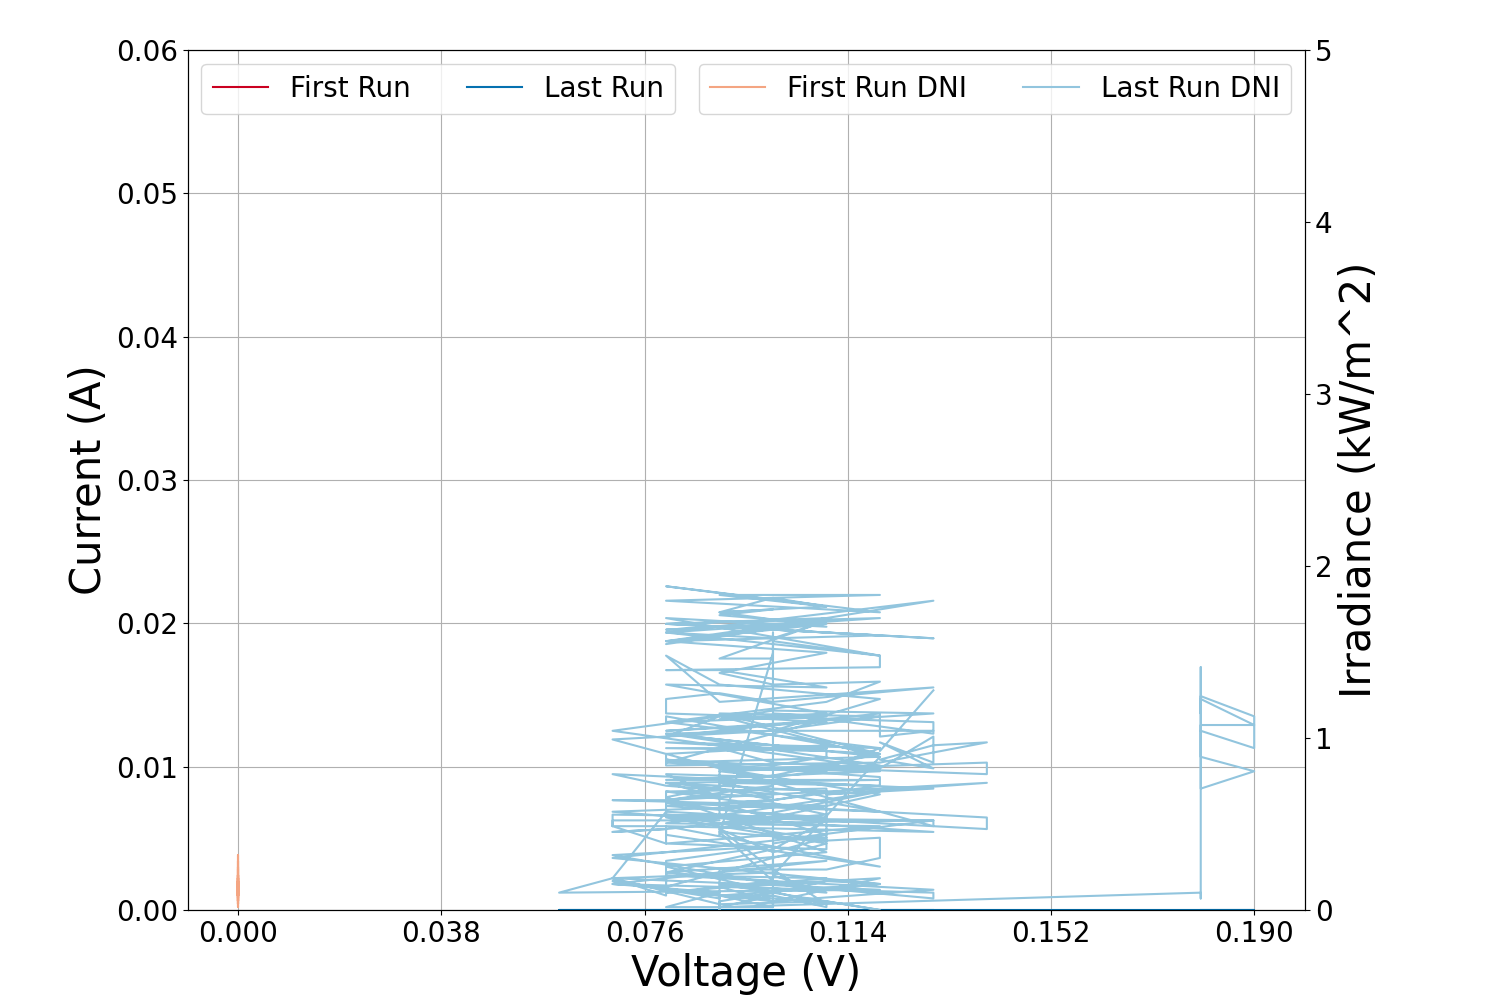 First Run
Last Run
First Run DNI
Last Run DNI
0.06
0.05
0.04
0.03
0.02
0.01
0.00
Current (A)
5
4
3
2
1
0
Irradiance (kW/m^2)
0.000 0.038 0.076 0.114 0.152 0.190
Voltage (V)